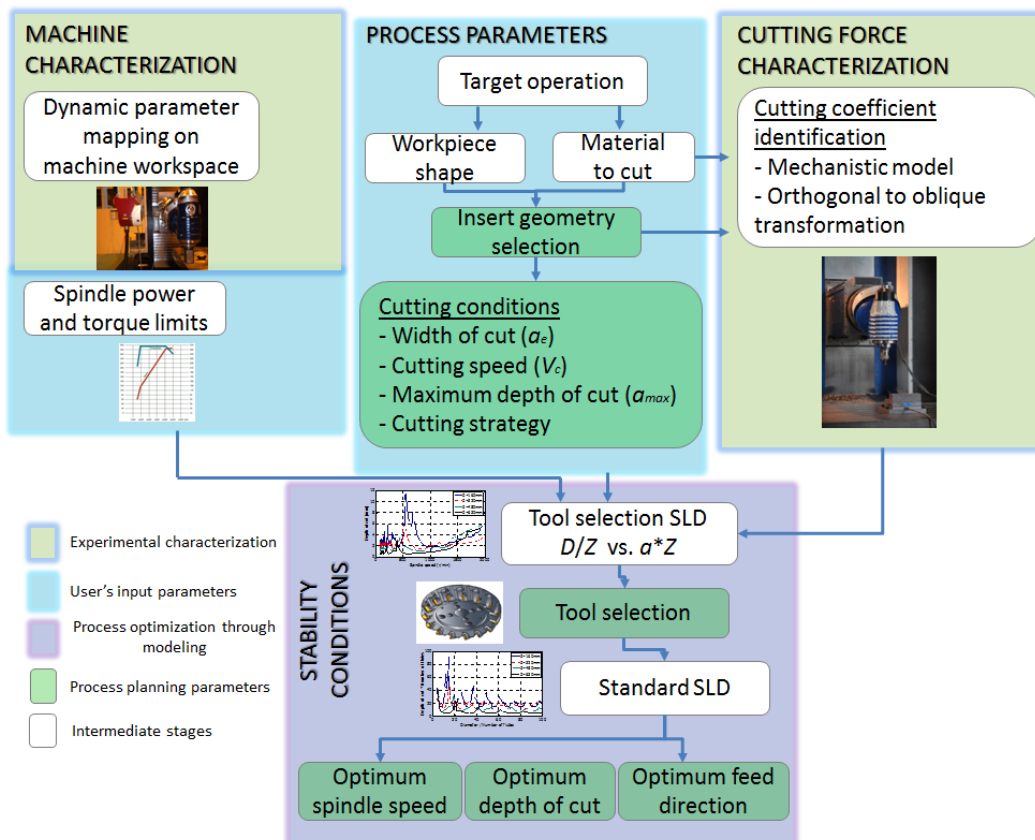 MACHINE
CHARACTERIZATION
Dynamic parameter
mapping on
machine workspace
Spindle power
and torque limits
PROCESS PARAMETERS
Target operation
Workpiece
shape
Material
to cut
Insert geometry
selection
Cutting conditions
- Width of cut (ae)
- Cutting speed (Vc)
- Maximum depth of cut (amax)
- Cutting strategy
CUTTING FORCE
CHARACTERIZATION
Cutting coefficient
identification
- Mechanistic model
- Orthogonal to oblique
transformation
Experimental characterization
User's input parameters
Process optimization through
modeling
Process planning parameters
Intermediate stages
STABILITY
CONDITIONS
Tool selection SLD
D/Z vs. a*Z
Tool selection
Standard SLD
Optimum
spindle speed
Optimum
depth of cut
Optimum feed
direction